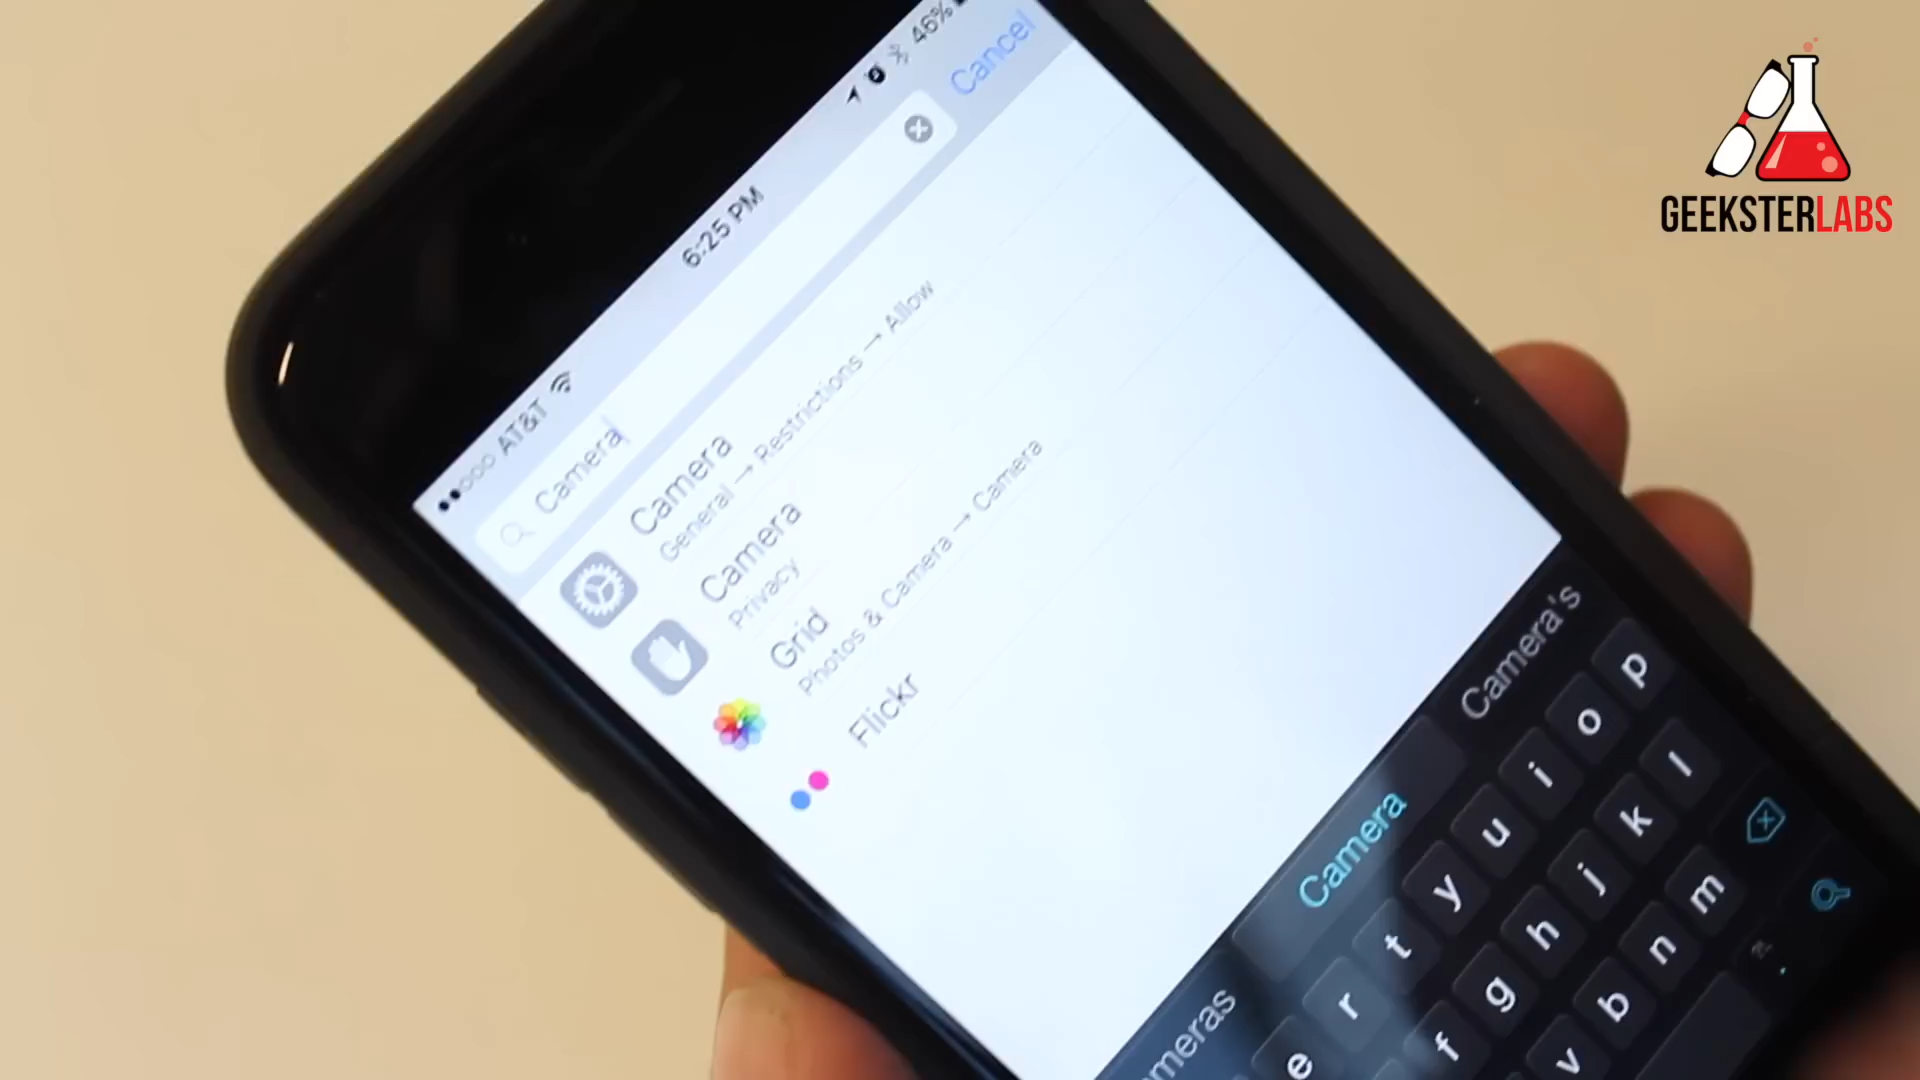 AT&T 6:25 PM 46%
Camera Cancel
Camera
General → Restrictions → Allow
Camera
Privacy
Grid
Photos & Camera → Camera
Flickr
Camera Camera's
e r t y u i o p
f g h j k l
v b n m
GEEKSTERLABS